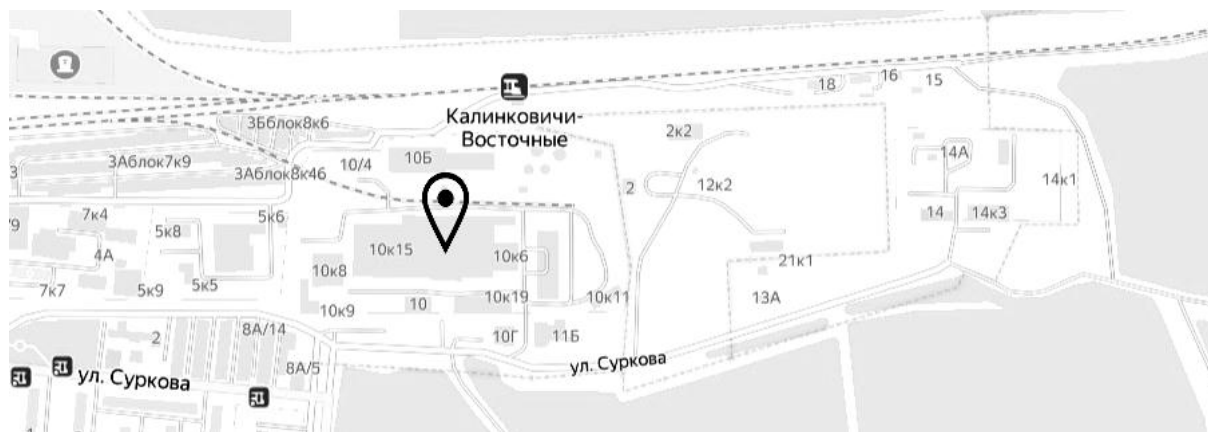 18
16
15
Калинковичи-
Восточные
3Бблок8к6
2к2
3Аблок7к9
10/4
10Б
14А
3
3Аблок8к46
2
12к2
14к1
7к4
5к6
14
14к3
/9
5к8
4А
10к15
10к6
21к1
10к8
5к5
7к7
5к9
10к19
10к11
13А
10к9
10
2
8А/14
10Г
11Б
8А/5
ул. Суркова
ул. Суркова